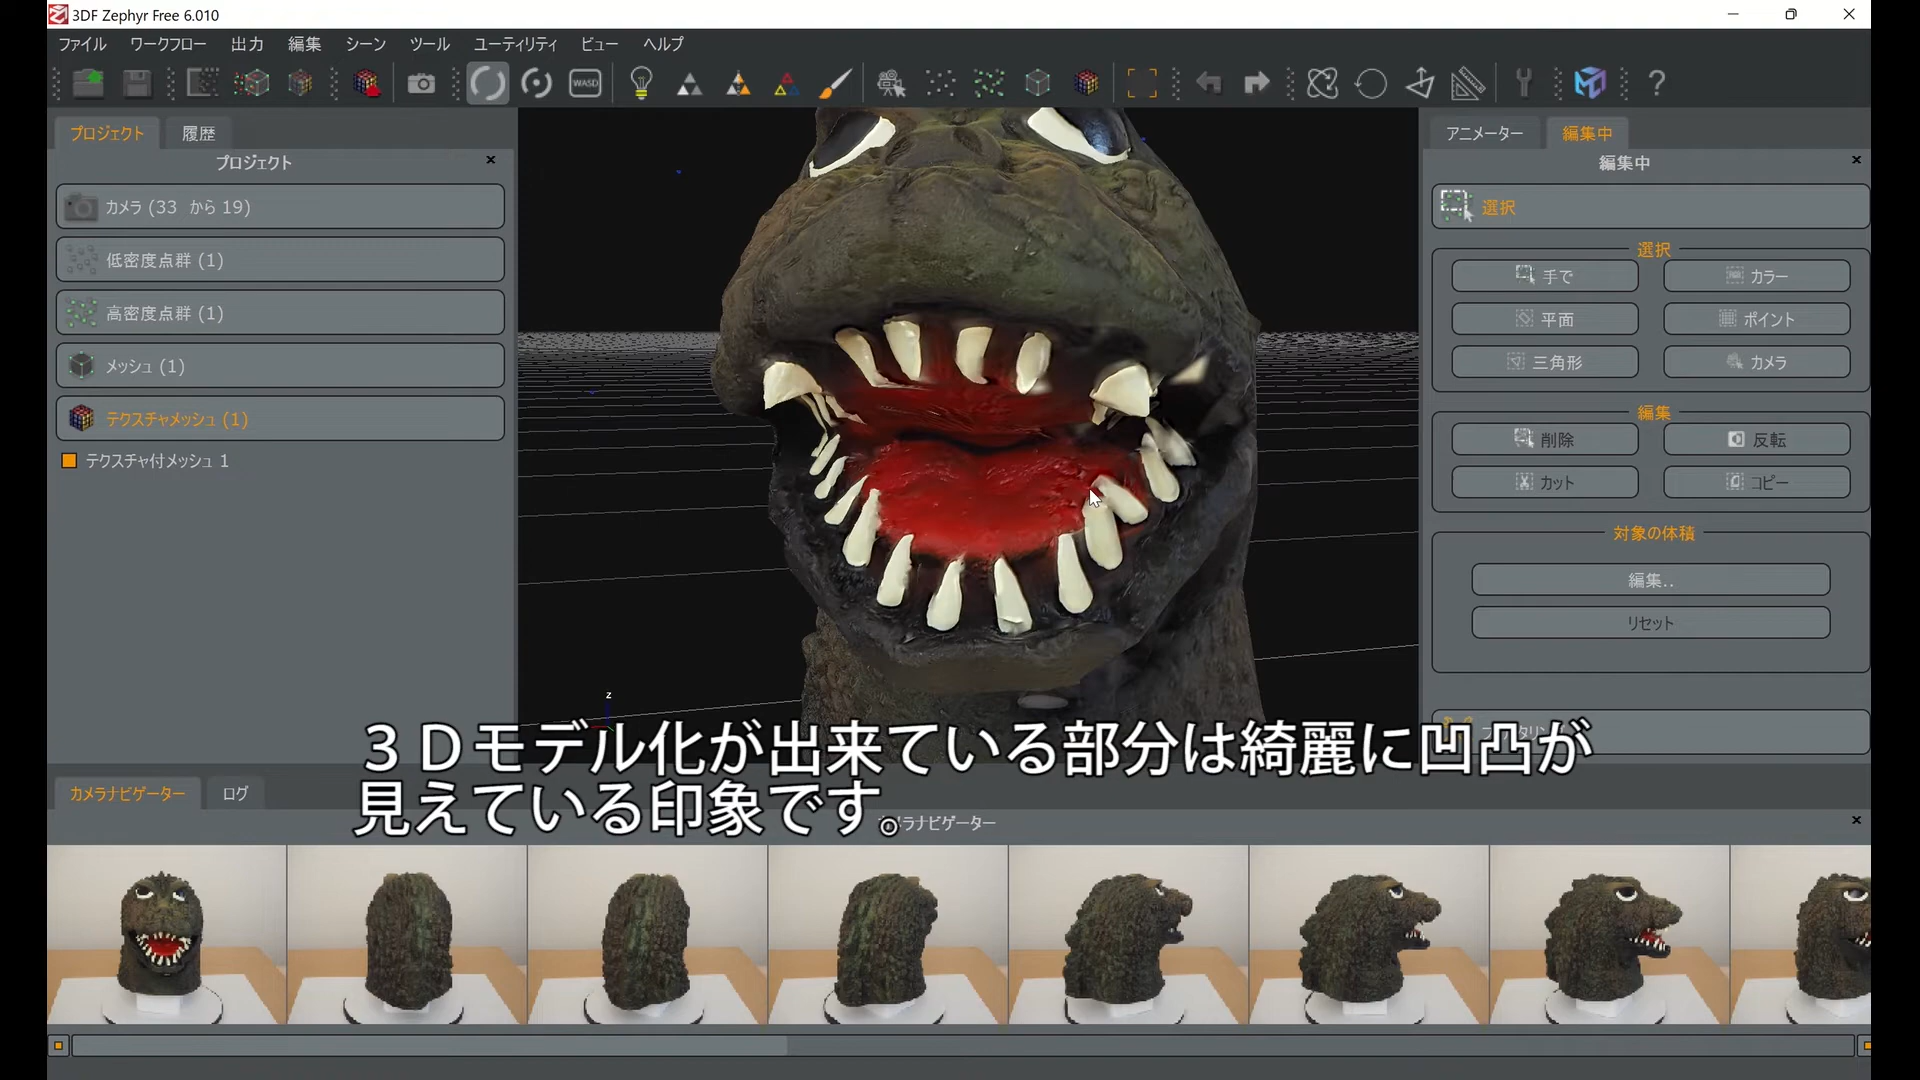 3DF Zephyr Free 6.010
ファイル ワークフロー 出力 編集 シーン ツール ユーティリティ ビュー ヘルプ
WASD
プロジェクト 履歴
プロジェクト
カメラ (33 から 19)
低密度点群 (1)
高密度点群 (1)
メッシュ (1)
テクスチャメッシュ (1)
テクスチャ付メッシュ 1
z
アニメーター 編集中
編集中
選択
選択
手で カラー
平面 ポイント
三角形 カメラ
編集
削除 反転
カット コピー
対象の体積
編集..
リセット
３Ｄモデル化が出来ている部分は綺麗に凹凸が
見えている印象です。
カメラナビゲーター ログ
ラナビゲーター